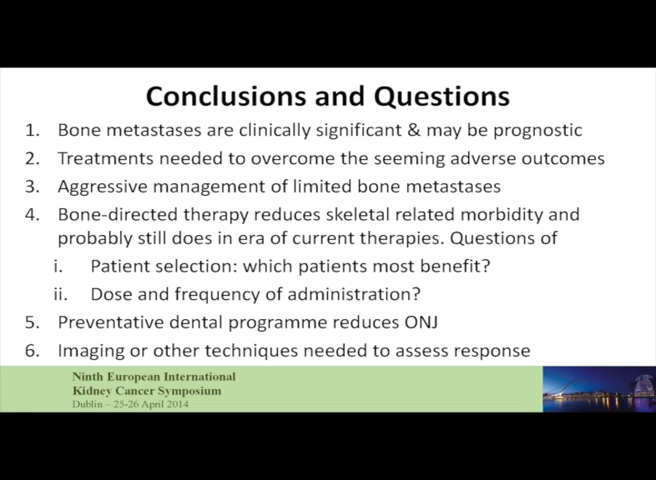 Conclusions and Questions
1. Bone metastases are clinically significant & may be prognostic
2. Treatments needed to overcome the seeming adverse outcomes
3. Aggressive management of limited bone metastases
4. Bone-directed therapy reduces skeletal related morbidity and
probably still does in era of current therapies. Questions of
i. Patient selection: which patients most benefit?
ii. Dose and frequency of administration?
5. Preventative dental programme reduces ONJ
6. Imaging or other techniques needed to assess response
Ninth European International
Kidney Cancer Symposium
Dublin – 25-26 April 2014